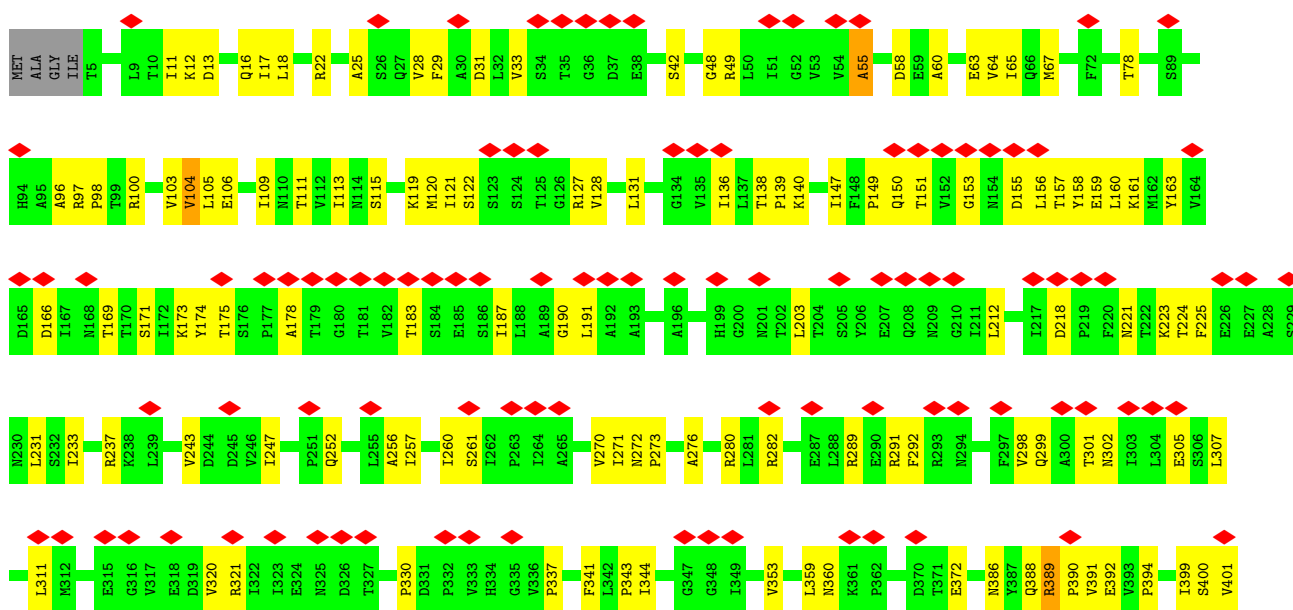 MET ALA GLY ILE T5 L9 T10 I11 K12 D13 Q16 I17 L18 R22 A25 S26 Q27 V28 F29 A30 D31 L32 V33 S34 T35 G36 D37 E38 S42 G48 R49 L50 I51 G52 V53 V54 A55 D58 E59 A60 E63 V64 I65 Q66 M67 F72 T78 S89
H94 A95 A96 R97 P98 T99 R100 V103 V104 L105 E106 I109 N110 T111 V112 I113 N114 S115 K119 M120 I121 S122 S123 S124 T125 G126 R127 V128 L131 G134 V135 I136 L137 T138 P139 K140 I147 F148 P149 Q150 T151 V152 G153 N154 D155 L156 T157 Y158 E159 L160 K161 M162 Y163 V164
D165 D166 I167 N168 T169 T170 S171 I172 K173 Y174 T175 S176 P177 A178 T179 G180 T181 V182 T183 S184 E185 S186 I187 L188 A189 G190 L191 A192 A193 A196 H199 G200 N201 T202 L203 T204 S205 Y206 E207 Q208 N209 G210 I211 L212 I217 D218 P219 F220 N221 T222 K223 T224 F225 E226 E227 A228 S229
N230 L231 S232 I233 R237 K238 L239 V243 D244 D245 V246 I247 P251 Q252 L255 A256 I257 I260 S261 I262 P263 I264 A265 V270 I271 N272 P273 A276 R280 L281 R282 E287 L288 R289 E290 R291 F292 R293 N294 F297 V298 Q299 A300 T301 N302 I303 L304 E305 S306 L307
L311 M312 E315 G316 V317 E318 D319 V320 R321 I322 I323 E324 N325 D326 T327 P330 D331 P332 V333 H334 G335 V336 P337 F341 L342 P343 I344 G347 G348 I349 V353 L359 N360 K361 P362 D370 T371 E372 N386 Y387 Q388 R389 P390 V391 E392 V393 P394 I399 S400 V401